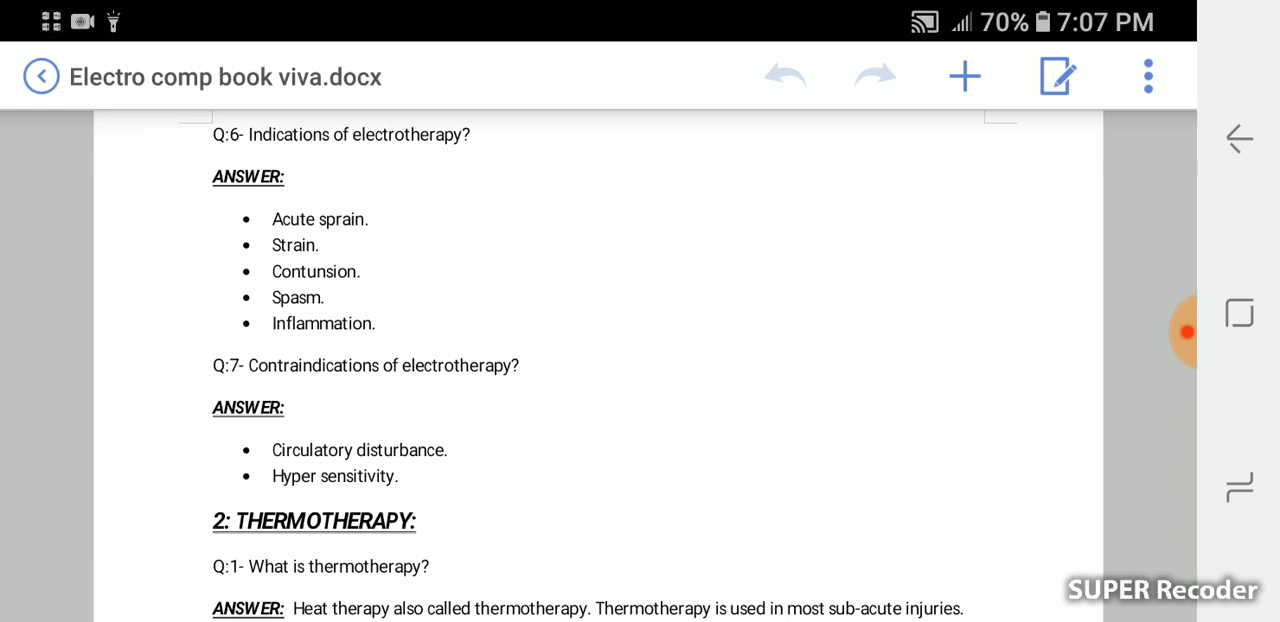 70% 7:07 PM
Electro comp book viva.docx
Q:6- Indications of electrotherapy?
ANSWER:
• Acute sprain.
• Strain.
• Contunsion.
• Spasm.
• Inflammation.
Q:7- Contraindications of electrotherapy?
ANSWER:
• Circulatory disturbance.
• Hyper sensitivity.
2: THERMOTHERAPY:
Q:1- What is thermotherapy?
ANSWER: Heat therapy also called thermotherapy. Thermotherapy is used in most sub-acute injuries.
SUPER Recoder